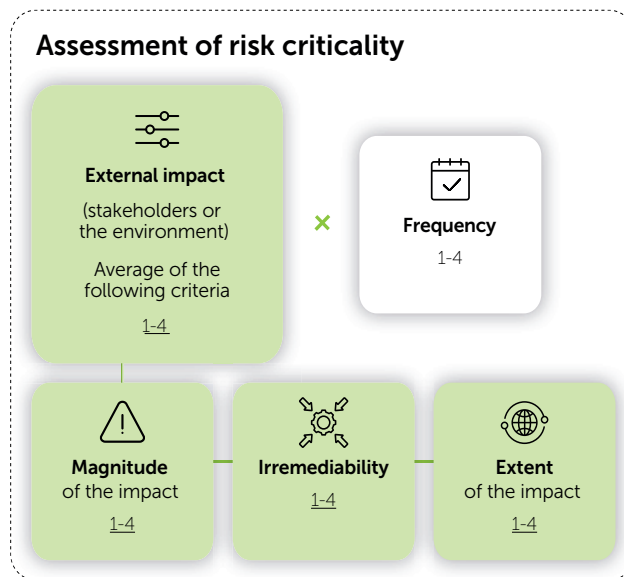 Assessment of risk criticality
External impact
(stakeholders or
the environment)
Average of the
following criteria
1-4
×
Frequency
1-4
Magnitude
of the impact
1-4
Irremediability
1-4
Extent
of the impact
1-4